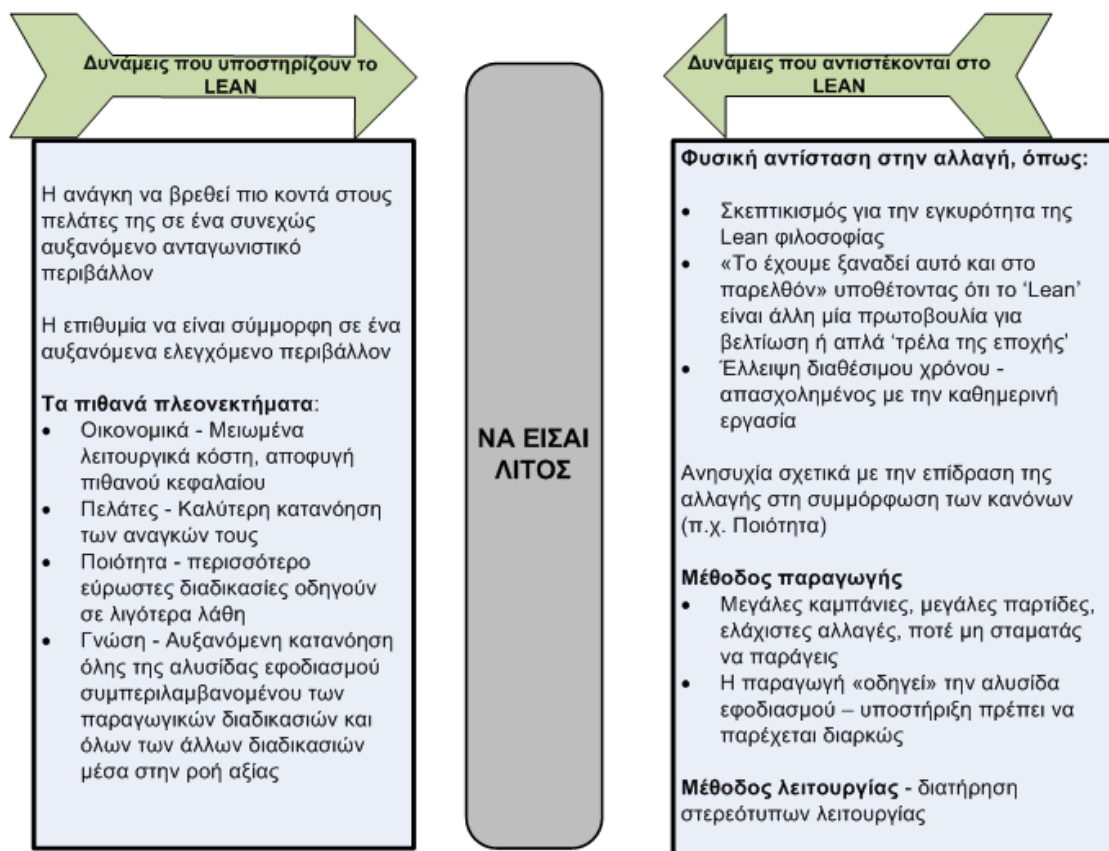 Δυνάμεις που υποστηρίζουν το
LEAN
Η ανάγκη να βρεθεί πιο κοντά στους
πελάτες της σε ένα συνεχώς
αυξανόμενο ανταγωνιστικό
περιβάλλον
Η επιθυμία να είναι σύμμορφη σε ένα
αυξανόμενα ελεγχόμενο περιβάλλον
Τα πιθανά πλεονεκτήματα:
• Οικονομικά - Μειωμένα
λειτουργικά κόστη, αποφυγή
πιθανού κεφαλαίου
• Πελάτες - Καλύτερη κατανόηση
των αναγκών τους
• Ποιότητα - περισσότερο
εύρωστες διαδικασίες οδηγούν
σε λιγότερα λάθη
• Γνώση - Αυξανόμενη κατανόηση
όλης της αλυσίδας εφοδιασμού
συμπεριλαμβανομένου των
παραγωγικών διαδικασιών και
όλων των άλλων διαδικασιών
μέσα στην ροή αξίας
ΝΑ ΕΙΣΑΙ
ΛΙΤΟΣ
Δυνάμεις που αντιστέκονται στο
LEAN
Φυσική αντίσταση στην αλλαγή, όπως:
• Σκεπτικισμός για την εγκυρότητα της
Lean φιλοσοφίας
• «Το έχουμε ξαναδεί αυτό και στο
παρελθόν» υποθέτοντας ότι το ‘Lean’
είναι άλλη μία πρωτοβουλία για
βελτίωση ή απλά ‘τρέλα της εποχής’
• Έλλειψη διαθέσιμου χρόνου -
απασχολημένος με την καθημερινή
εργασία
Ανησυχία σχετικά με την επίδραση της
αλλαγής στη συμμόρφωση των κανόνων
(π.χ. Ποιότητα)
Μέθοδος παραγωγής
• Μεγάλες καμπάνιες, μεγάλες παρτίδες,
ελάχιστες αλλαγές, ποτέ μη σταματάς
να παράγεις
• Η παραγωγή «οδηγεί» την αλυσίδα
εφοδιασμού – υποστήριξη πρέπει να
παρέχεται διαρκώς
Μέθοδος λειτουργίας - διατήρηση
στερεότυπων λειτουργίας